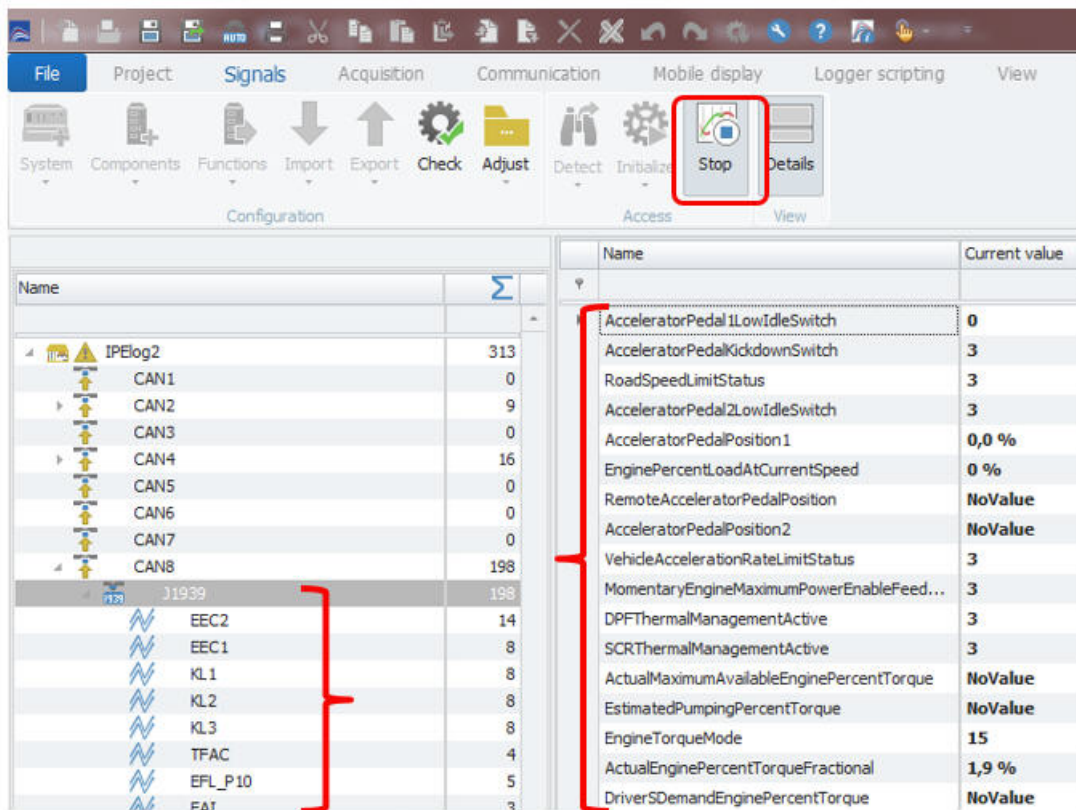 AUTO
File Project Signals Acquisition Communication Mobile display Logger scripting View
System Components Functions Import Export Check Adjust Detect Initialize Stop Details
Configuration Access View
Name Σ
IPElog2 313
CAN1 0
CAN2 9
CAN3 0
CAN4 16
CAN5 0
CAN6 0
CAN7 0
CAN8 198
J1939 198
EEC2 14
EEC1 8
KL1 8
KL2 8
KL3 8
TFAC 4
EFL_P10 5
EAI 3
Name Current value
AcceleratorPedal1LowIdleSwitch 0
AcceleratorPedalKickdownSwitch 3
RoadSpeedLimitStatus 3
AcceleratorPedal2LowIdleSwitch 3
AcceleratorPedalPosition1 0,0 %
EnginePercentLoadAtCurrentSpeed 0 %
RemoteAcceleratorPedalPosition NoValue
AcceleratorPedalPosition2 NoValue
VehicleAccelerationRateLimitStatus 3
MomentaryEngineMaximumPowerEnableFeed... 3
DPFThermalManagementActive 3
SCRThermalManagementActive 3
ActualMaximumAvailableEnginePercentTorque NoValue
EstimatedPumpingPercentTorque NoValue
EngineTorqueMode 15
ActualEnginePercentTorqueFractional 1,9 %
DriverSDemandEnginePercentTorque NoValue